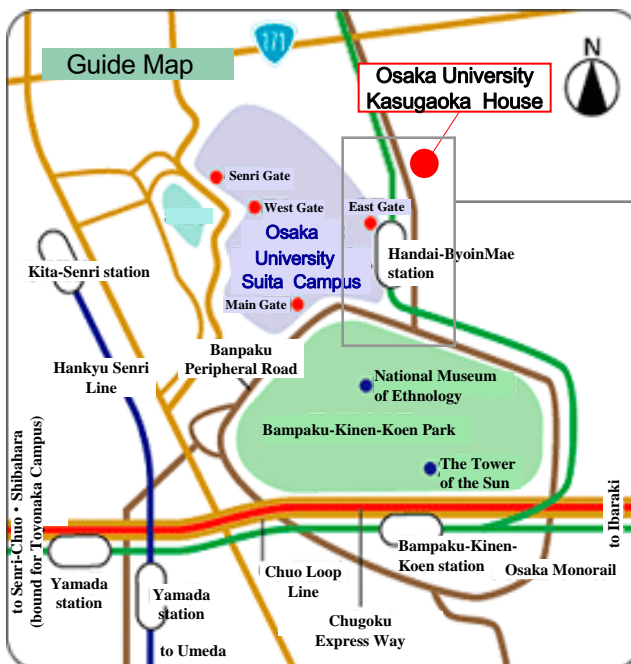 171
Guide Map
N
Osaka University
Kasugaoka House
Senri Gate
West Gate
East Gate
Osaka
University
Suita Campus
Handai-ByoinMae
station
Kita-Senri station
Main Gate
Banpaku
Peripheral Road
Hankyu Senri
Line
National Museum
of Ethnology
Bampaku-Kinen-Koen Park
The Tower
of the Sun
to Senri-Chuo • Shibahara
(bound for Toyonaka Campus)
to Ibaraki
Yamada
station
Yamada
station
Chuo Loop
Line
Bampaku-Kinen-
Koen station
Osaka Monorail
Chugoku
Express Way
to Umeda